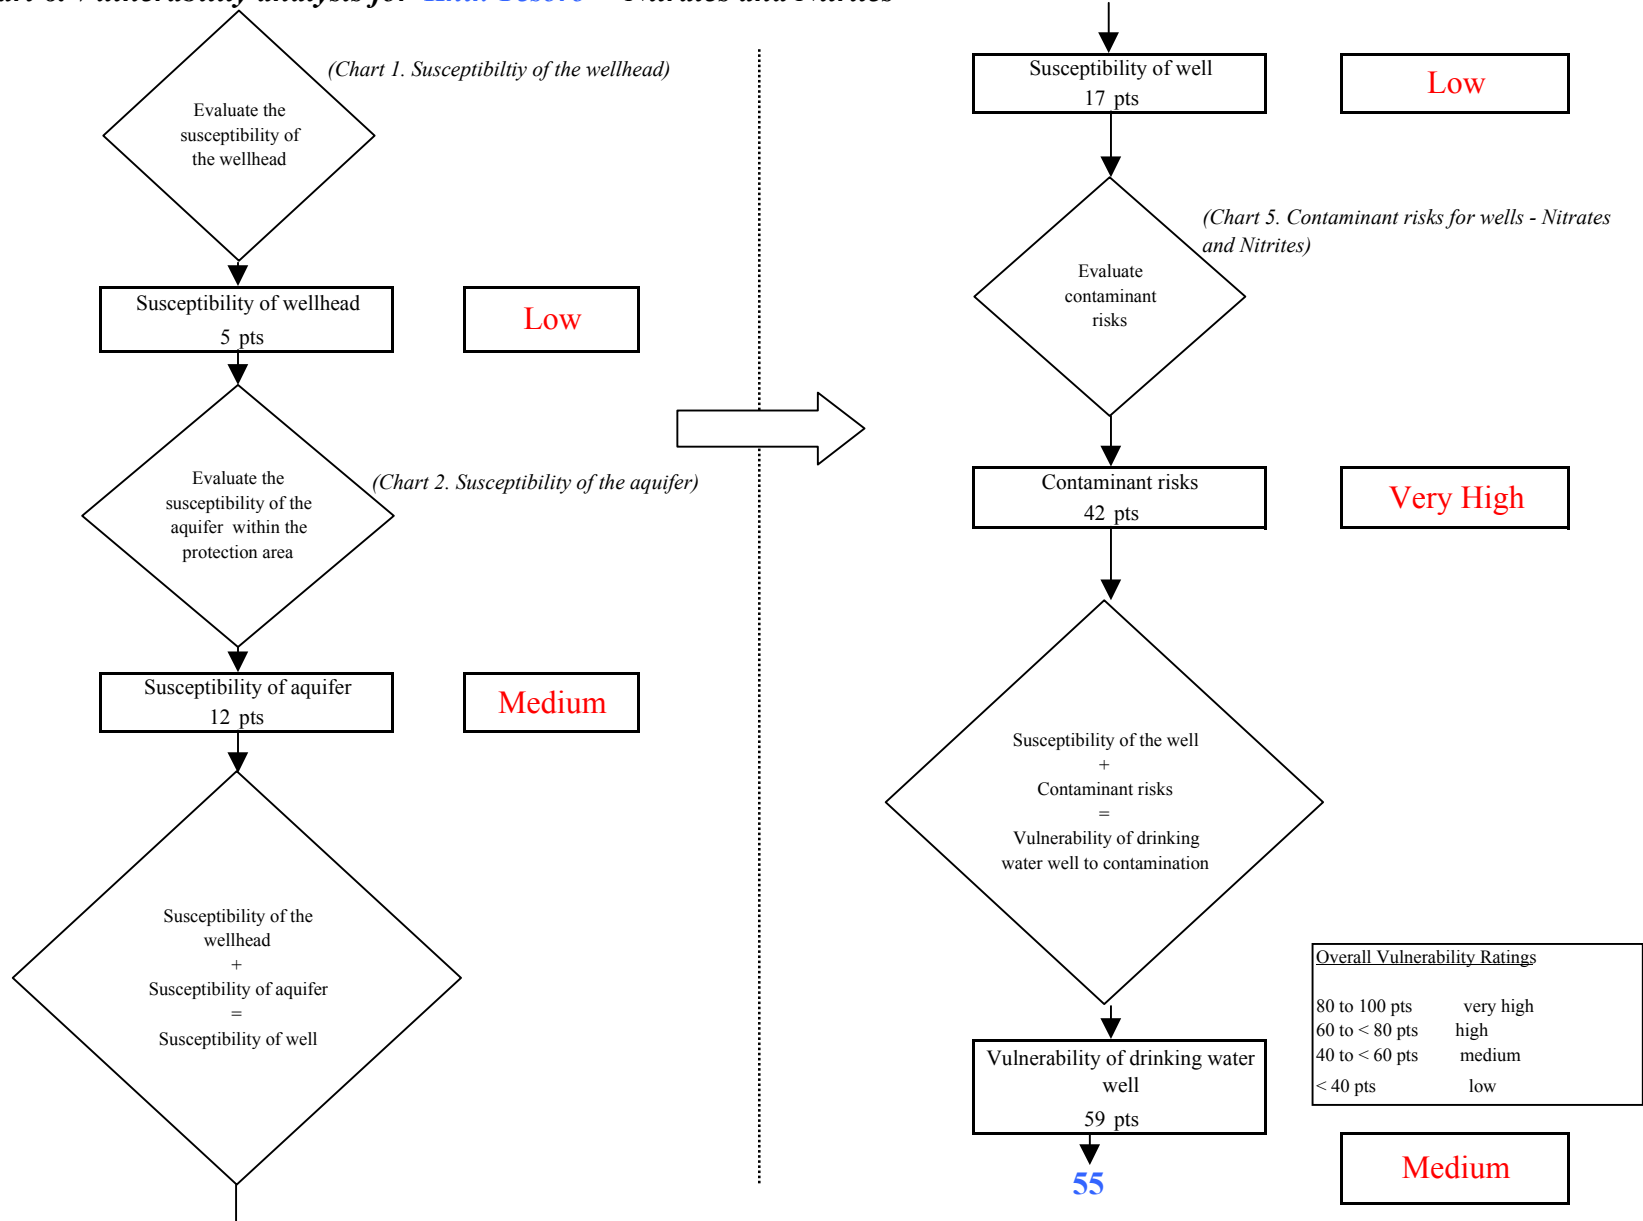 Vulnerability analysis for
Nitrates and Nitrites
(Chart 1. Susceptibiltiy of the wellhead)
Evaluate the
susceptibility of
the wellhead
Susceptibility of wellhead
5 pts
Low
Evaluate the
susceptibility of the
aquifer within the
protection area
(Chart 2. Susceptibility of the aquifer)
Susceptibility of aquifer
12 pts
Medium
Susceptibility of the
wellhead
+
Susceptibility of aquifer
=
Susceptibility of well
Susceptibility of well
17 pts
Low
(Chart 5. Contaminant risks for wells - Nitrates
and Nitrites)
Evaluate
contaminant
risks
Contaminant risks
42 pts
Very High
Susceptibility of the well
+
Contaminant risks
=
Vulnerability of drinking
water well to contamination
Overall Vulnerability Ratings
80 to 100 pts very high
60 to < 80 pts high
40 to < 60 pts medium
< 40 pts low
Vulnerability of drinking water
well
59 pts
55
Medium